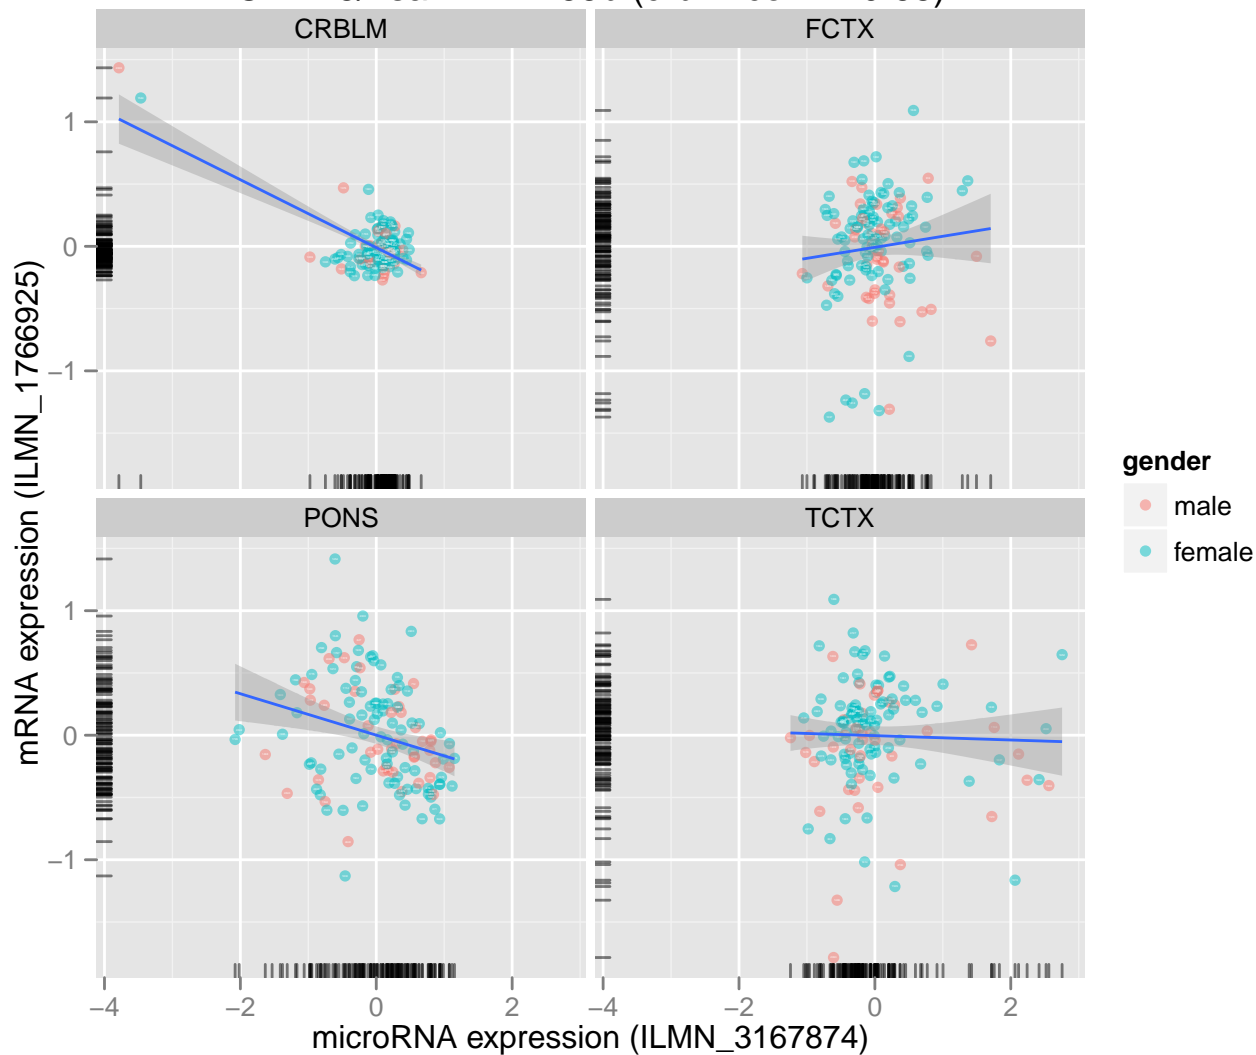 CRBLM
FCTX
1
0
−1
PONS
TCTX
1
0
−1
−4
−2
0
2
−4
−2
0
2
microRNA expression (ILMN_3167874)
mRNA expression (ILMN_1766925)
gender
male
female